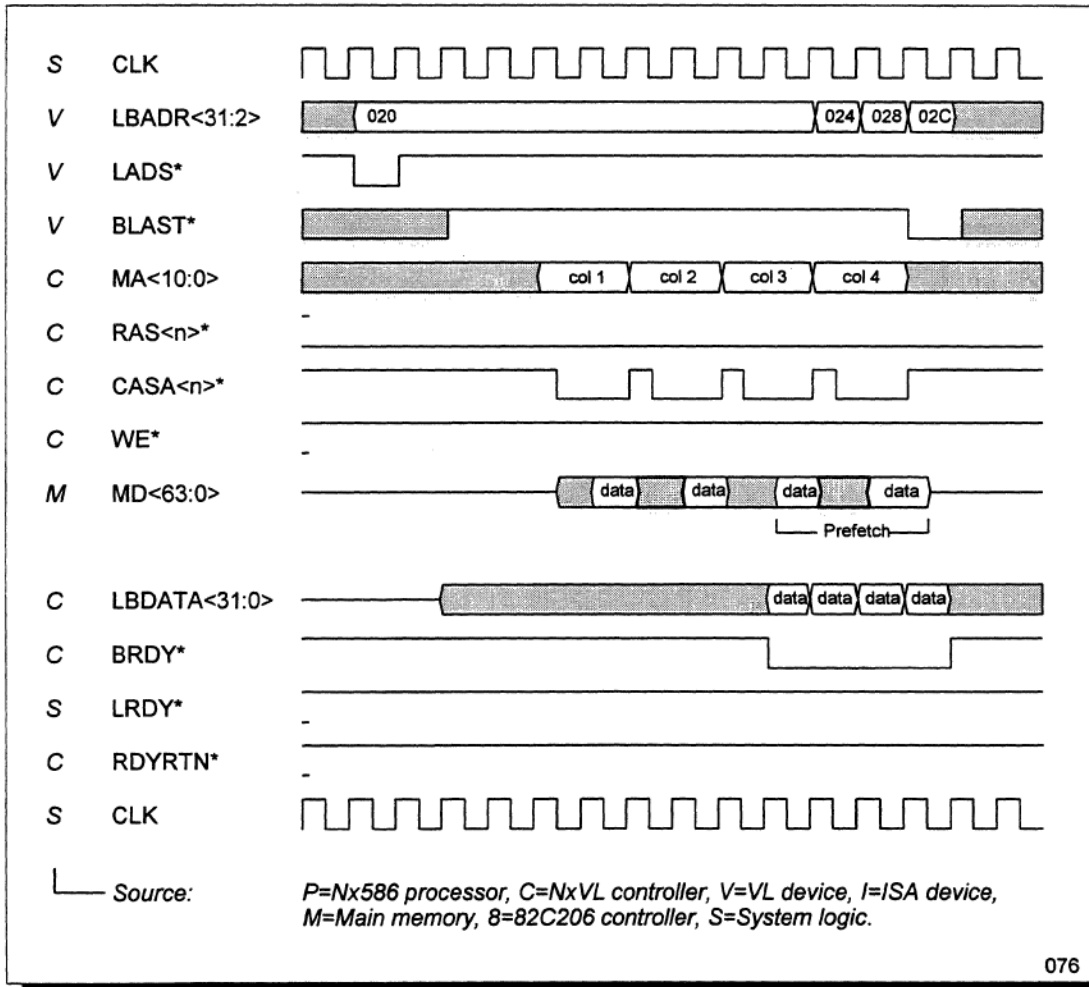 S CLK
V LBADR<31:2> 020 024 028 02C
V LADS*
V BLAST*
C MA<10:0> col 1 col 2 col 3 col 4
C RAS<n>*
C CASA<n>*
C WE*
M MD<63:0> data data data data
Prefetch
C LBDATA<31:0> data data data data
C BRDY*
S LRDY*
C RDYRTN*
S CLK
Source: P=Nx586 processor, C=NxVL controller, V=VL device, I=ISA device,
M=Main memory, 8=82C206 controller, S=System logic.
076